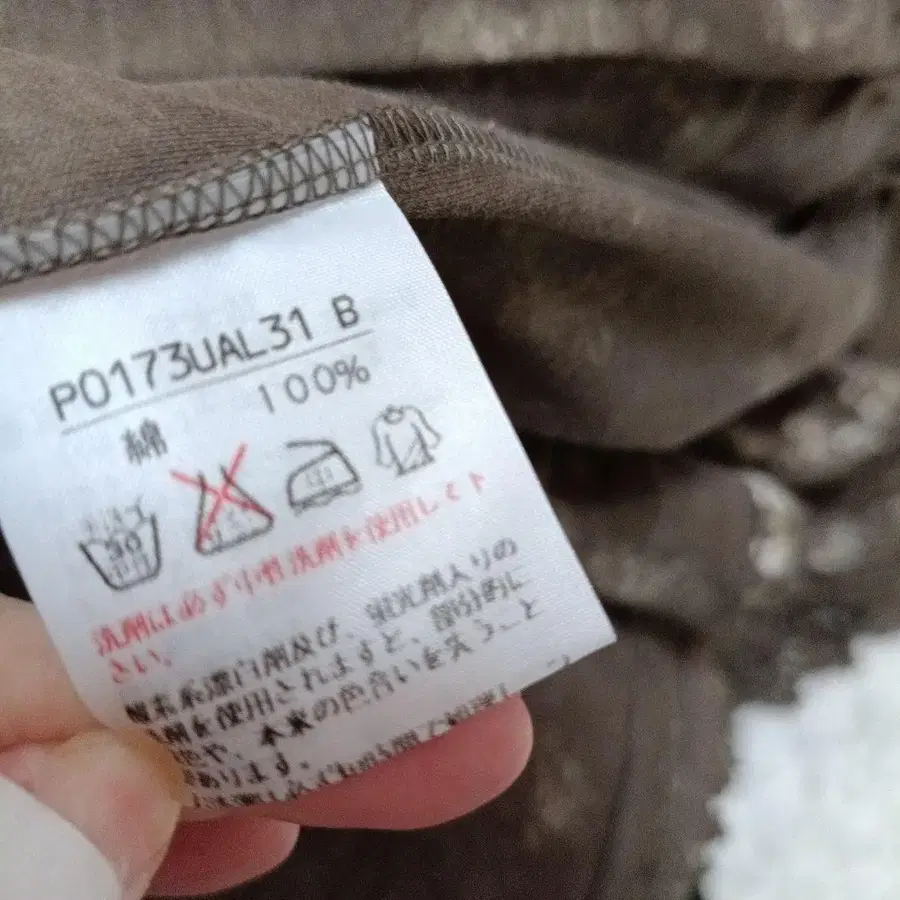 P0173UAL31 B
綿 100%
30
洗剤は必ず中性洗剤を使用して下
さい。
酸素系漂白剤及び、蛍光剤入りの
洗剤を使用されますと、部分的に
色や、本来の色合いを失うこと
があります。